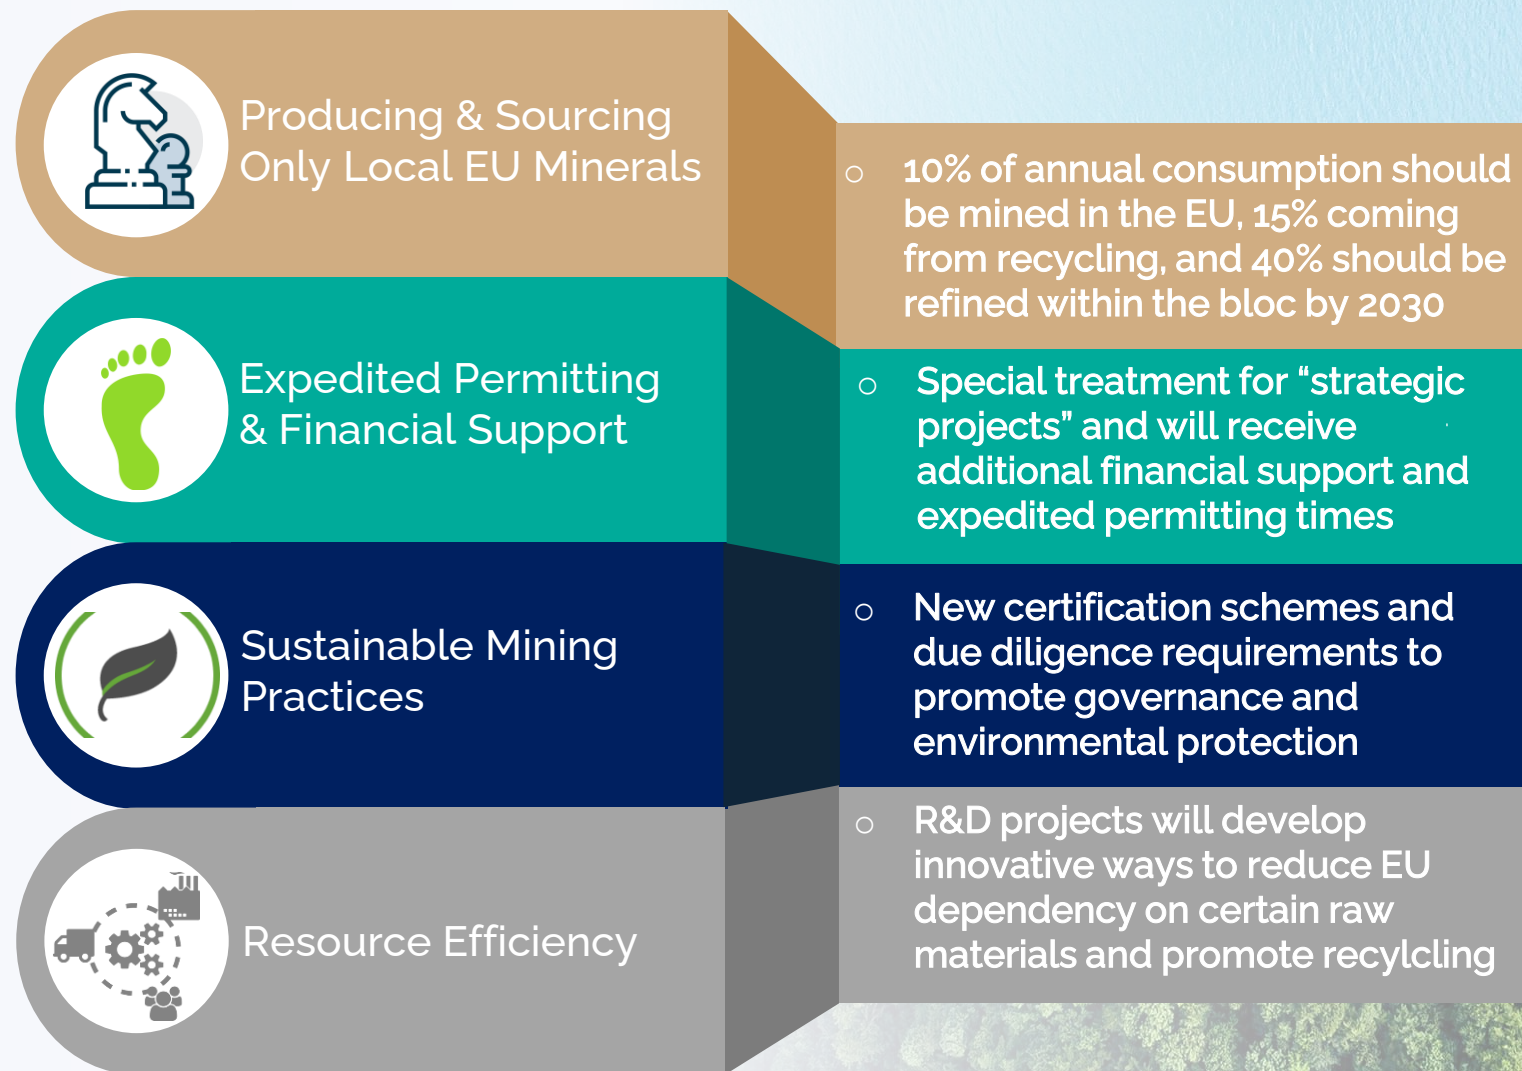 Producing & Sourcing
Only Local EU Minerals
10% of annual consumption should
be mined in the EU, 15% coming
from recycling, and 40% should be
refined within the bloc by 2030
Expedited Permitting
& Financial Support
Special treatment for “strategic
projects” and will receive
additional financial support and
expedited permitting times
Sustainable Mining
Practices
New certification schemes and
due diligence requirements to
promote governance and
environmental protection
Resource Efficiency
R&D projects will develop
innovative ways to reduce EU
dependency on certain raw
materials and promote recylcling